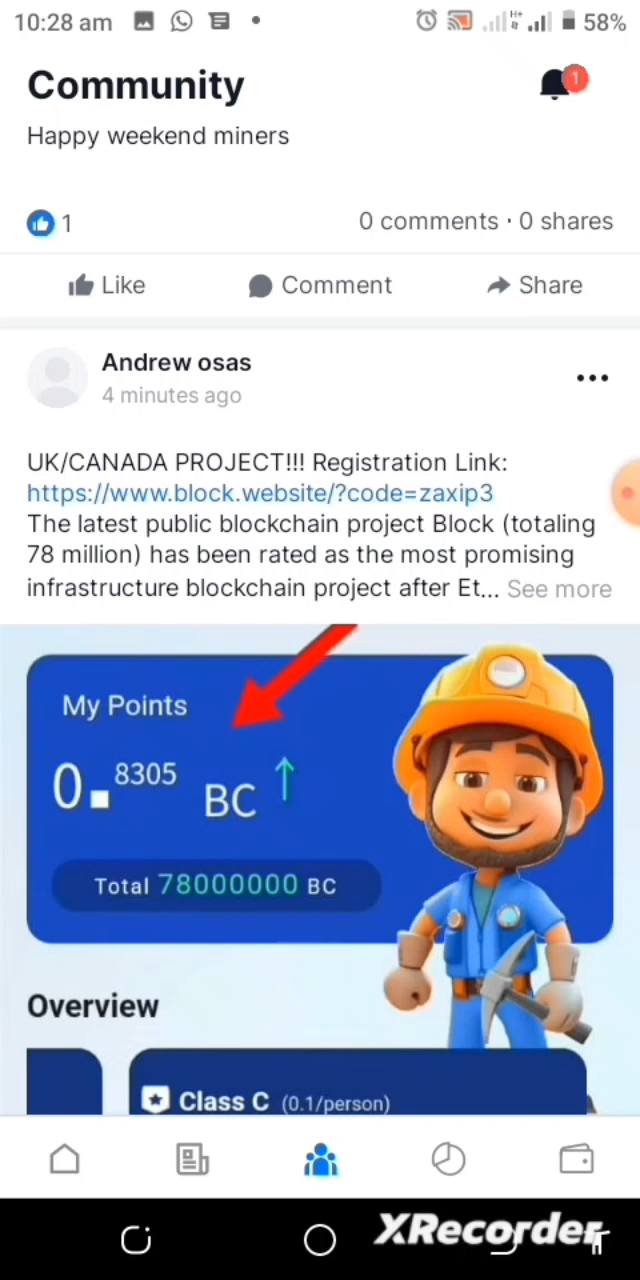 10:28 am
H+
58%
Community
1
Happy weekend miners
1
0 comments · 0 shares
Like
Comment
Share
Andrew osas
4 minutes ago
UK/CANADA PROJECT!!! Registration Link:
https://www.block.website/?code=zaxip3
The latest public blockchain project Block (totaling
78 million) has been rated as the most promising
infrastructure blockchain project after Et... See more
My Points
0.8305 BC
Total 78000000 BC
Overview
Class C (0.1/person)
XRecorder